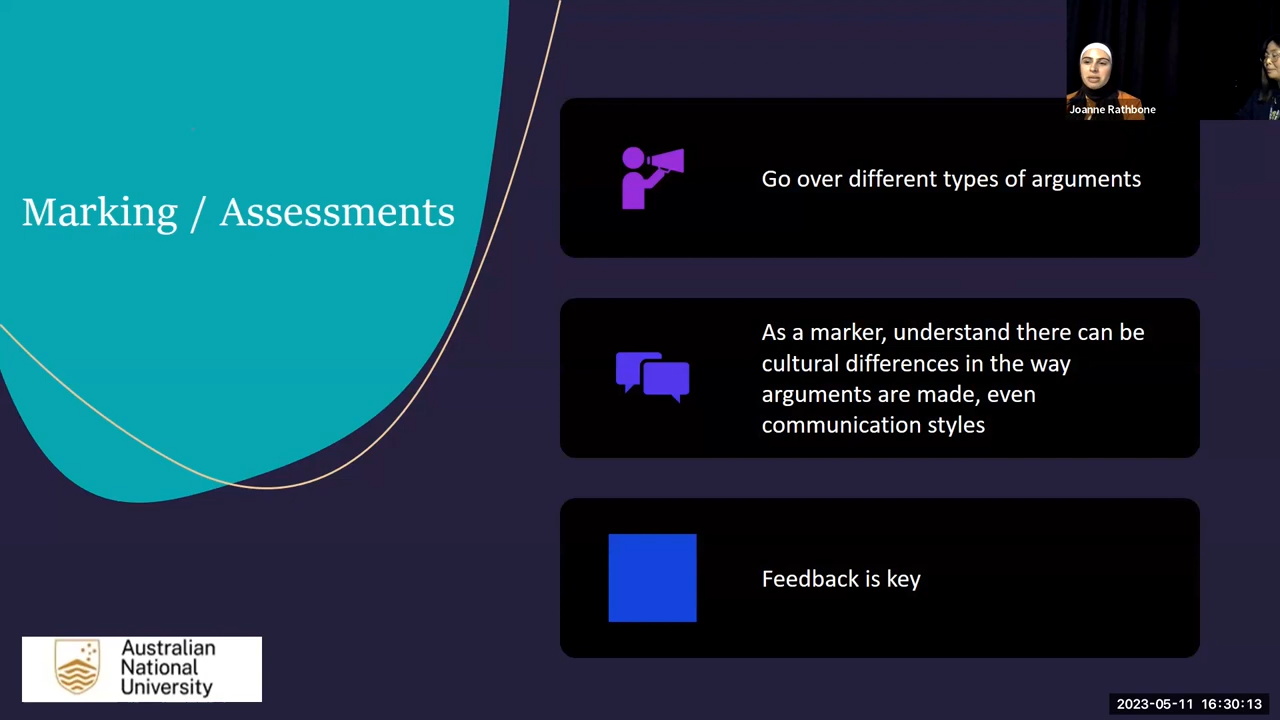 Joanne Rathbone
Marking / Assessments
Go over different types of arguments
As a marker, understand there can be
cultural differences in the way
arguments are made, even
communication styles
Feedback is key
Australian
National
University
2023-05-11 16:30:13